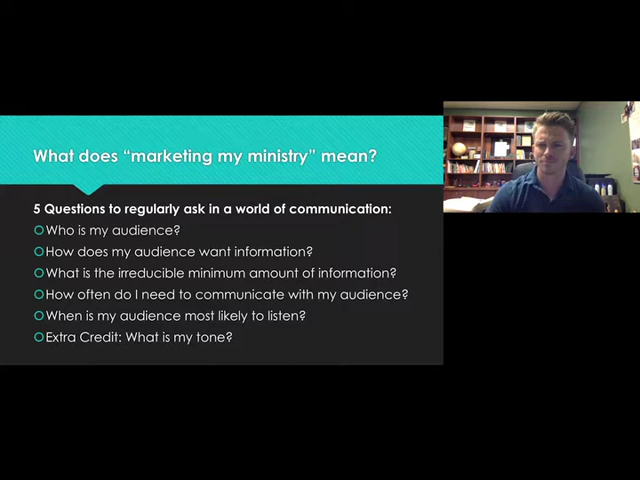 What does “marketing my ministry” mean?
5 Questions to regularly ask in a world of communication:
Who is my audience?
How does my audience want information?
What is the irreducible minimum amount of information?
How often do I need to communicate with my audience?
When is my audience most likely to listen?
Extra Credit: What is my tone?